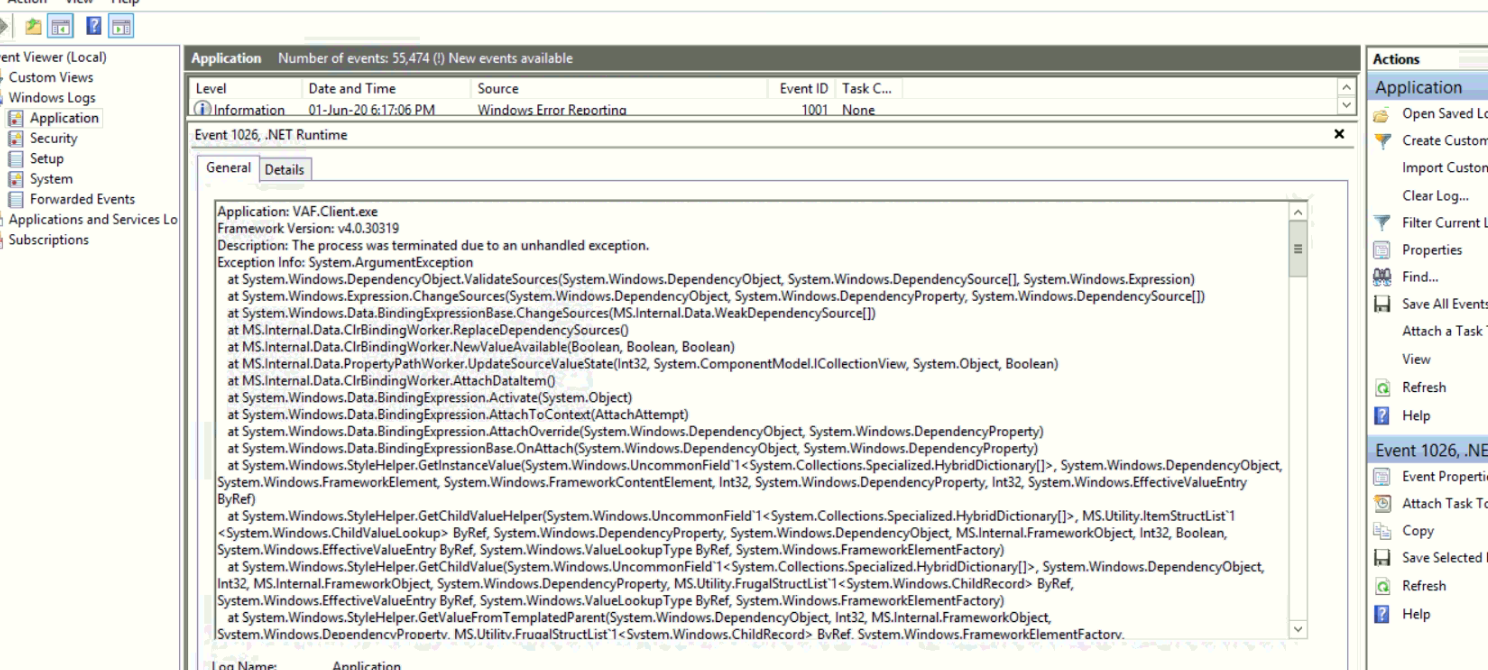 Action View Help
ent Viewer (Local)
Custom Views
Windows Logs
Application
Security
Setup
System
Forwarded Events
Applications and Services Lo
Subscriptions
Application Number of events: 55,474 (!) New events available
Level Date and Time Source Event ID Task C...
Information 01-Jun-20 6:17:06 PM Windows Error Reporting 1001 None
Event 1026, .NET Runtime
General Details
Application: VAF.Client.exe
Framework Version: v4.0.30319
Description: The process was terminated due to an unhandled exception.
Exception Info: System.ArgumentException
at System.Windows.DependencyObject.ValidateSources(System.Windows.DependencyObject, System.Windows.DependencySource[], System.Windows.Expression)
at System.Windows.Expression.ChangeSources(System.Windows.DependencyObject, System.Windows.DependencyProperty, System.Windows.DependencySource[])
at System.Windows.Data.BindingExpressionBase.ChangeSources(MS.Internal.Data.WeakDependencySource[])
at MS.Internal.Data.ClrBindingWorker.ReplaceDependencySources()
at MS.Internal.Data.ClrBindingWorker.NewValueAvailable(Boolean, Boolean, Boolean)
at MS.Internal.Data.PropertyPathWorker.UpdateSourceValueState(Int32, System.ComponentModel.ICollectionView, System.Object, Boolean)
at MS.Internal.Data.ClrBindingWorker.AttachDataItem()
at System.Windows.Data.BindingExpression.Activate(System.Object)
at System.Windows.Data.BindingExpression.AttachToContext(AttachAttempt)
at System.Windows.Data.BindingExpression.AttachOverride(System.Windows.DependencyObject, System.Windows.DependencyProperty)
at System.Windows.Data.BindingExpressionBase.OnAttach(System.Windows.DependencyObject, System.Windows.DependencyProperty)
at System.Windows.StyleHelper.GetInstanceValue(System.Windows.UncommonField`1<System.Collections.Specialized.HybridDictionary[]>, System.Windows.DependencyObject,
System.Windows.FrameworkElement, System.Windows.FrameworkContentElement, Int32, System.Windows.DependencyProperty, Int32, System.Windows.EffectiveValueEntry
ByRef)
at System.Windows.StyleHelper.GetChildValueHelper(System.Windows.UncommonField`1<System.Collections.Specialized.HybridDictionary[]>, MS.Utility.ItemStructList`1
<System.Windows.ChildValueLookup> ByRef, System.Windows.DependencyProperty, System.Windows.DependencyObject, MS.Internal.FrameworkObject, Int32, Boolean,
System.Windows.EffectiveValueEntry ByRef, System.Windows.ValueLookupType ByRef, System.Windows.FrameworkElementFactory)
at System.Windows.StyleHelper.GetChildValue(System.Windows.UncommonField`1<System.Collections.Specialized.HybridDictionary[]>, System.Windows.DependencyObject,
Int32, MS.Internal.FrameworkObject, System.Windows.DependencyProperty, MS.Utility.FrugalStructList`1<System.Windows.ChildRecord> ByRef,
System.Windows.EffectiveValueEntry ByRef, System.Windows.ValueLookupType ByRef, System.Windows.FrameworkElementFactory)
at System.Windows.StyleHelper.GetValueFromTemplatedParent(System.Windows.DependencyObject, Int32, MS.Internal.FrameworkObject,
System.Windows.DependencyProperty, MS.Utility.FrugalStructList`1<System.Windows.ChildRecord> ByRef, System.Windows.FrameworkElementFactory,
Log Name: Application
Actions
Application
Open Saved Lo
Create Custom
Import Custon
Clear Log...
Filter Current L
Properties
Find...
Save All Events
Attach a Task T
View
Refresh
Help
Event 1026, .NE
Event Properti
Attach Task To
Copy
Save Selected
Refresh
Help